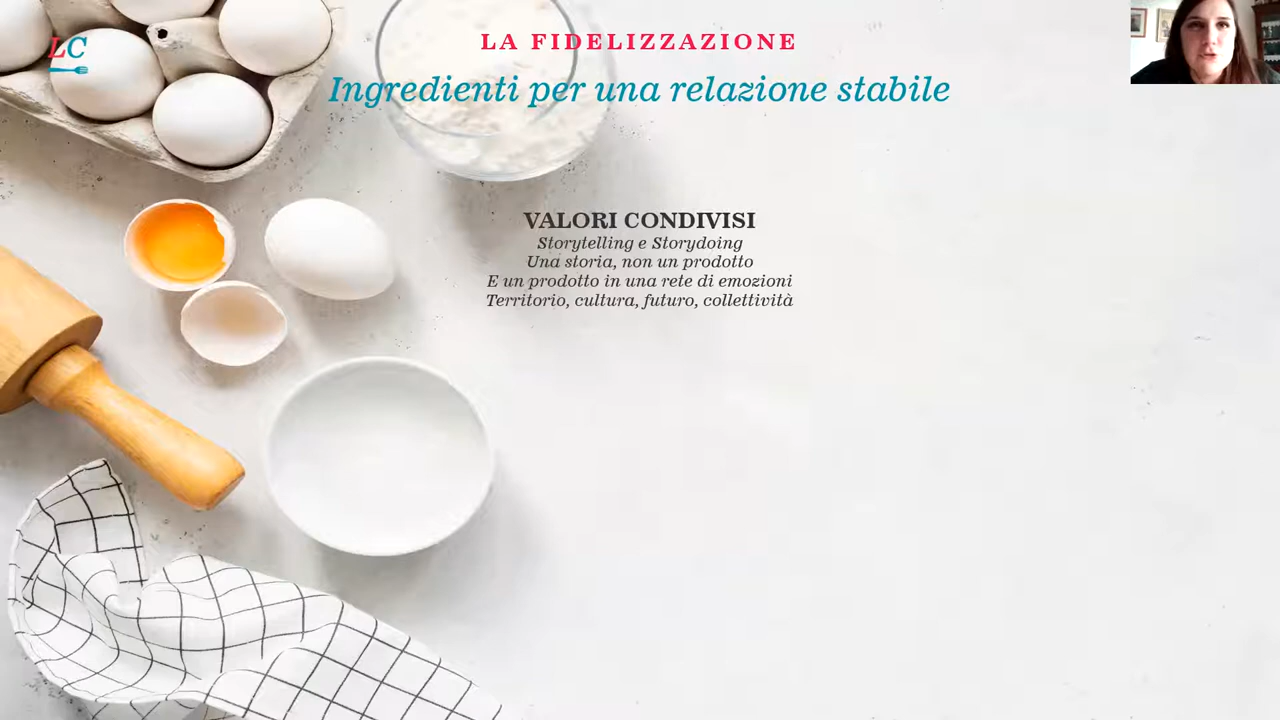 LC
LA FIDELIZZAZIONE
Ingredienti per una relazione stabile
VALORI CONDIVISI
Storytelling e Storydoing
Una storia, non un prodotto
E un prodotto in una rete di emozioni
Territorio, cultura, futuro, collettività